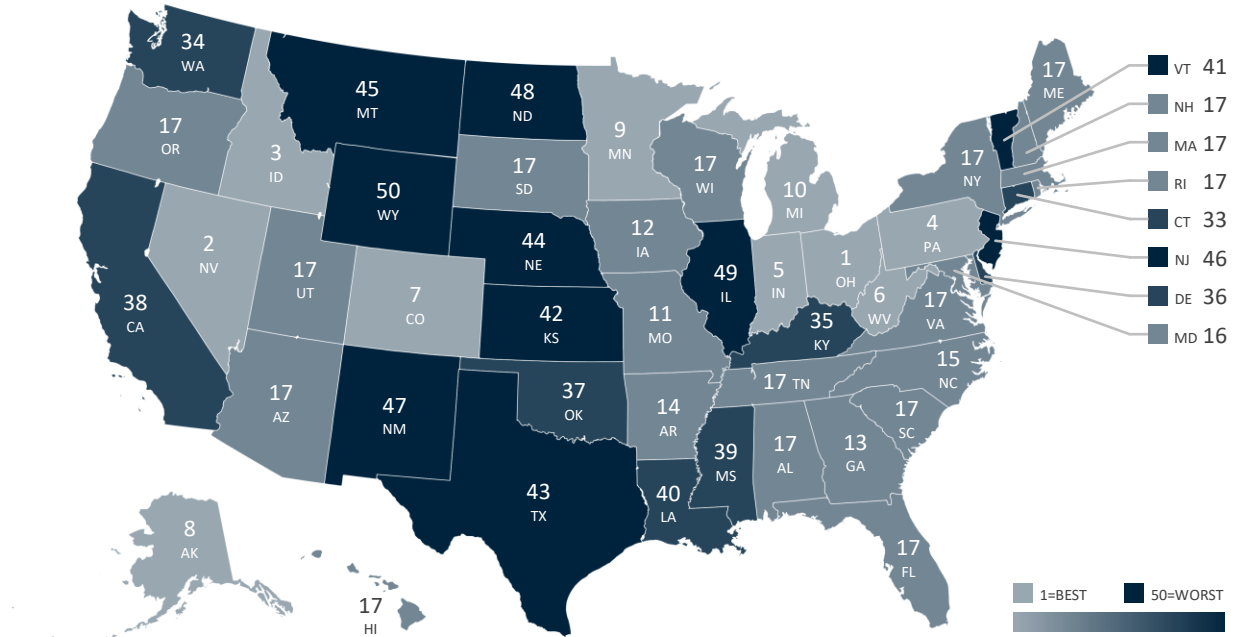 34
WA
45
MT
48
ND
9
MN
17
ME
VT 41
NH 17
MA 17
RI 17
CT 33
NJ 46
DE 36
MD 16
17
OR
3
ID
50
WY
17
SD
17
WI
10
MI
17
NY
2
NV
17
UT
7
CO
44
NE
12
IA
49
IL
5
IN
1
OH
4
PA
6
WV
17
VA
38
CA
42
KS
11
MO
35
KY
15
NC
17
AZ
47
NM
37
OK
14
AR
17 TN
17
SC
43
TX
40
LA
39
MS
17
AL
13
GA
17
FL
8
AK
17
HI
1=BEST 50=WORST